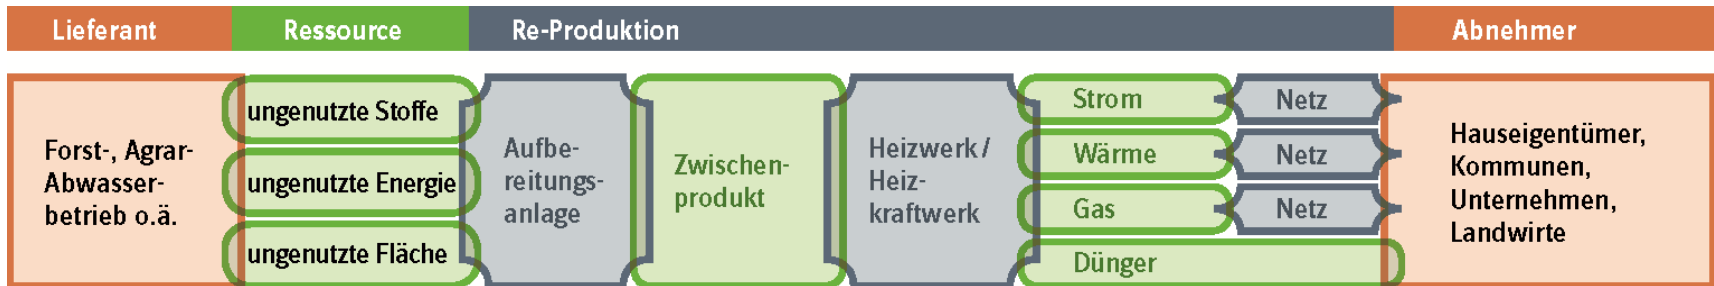 Lieferant
Ressource
Re-Produktion
Abnehmer
Forst-, Agrar-
Abwasser-
betrieb o.ä.
ungenutzte Stoffe
ungenutzte Energie
ungenutzte Fläche
Aufbe-
reitungs-
anlage
Zwischen-
produkt
Heizwerk/
Heiz-
kraftwerk
Strom
Netz
Wärme
Netz
Gas
Netz
Dünger
Hauseigentümer,
Kommunen,
Unternehmen,
Landwirte